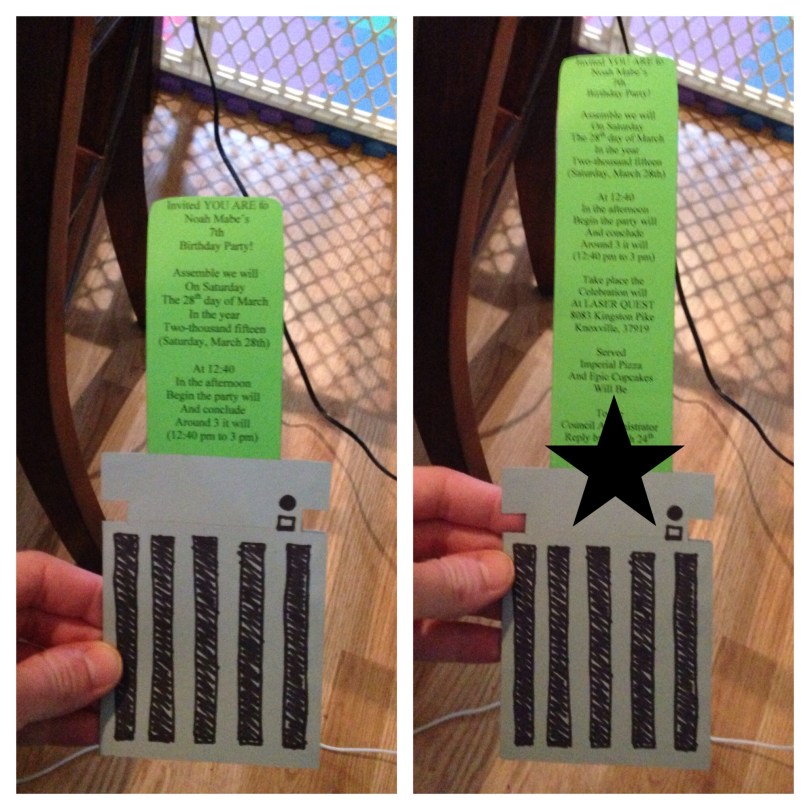 Invited YOU ARE to
Noah Mabe's
7th
Birthday Party!
Assemble we will
On Saturday
The 28th day of March
In the year
Two-thousand fifteen
(Saturday, March 28th)
At 12:40
In the afternoon
Begin the party will
And conclude
Around 3 it will
(12:40 pm to 3 pm)
Invited YOU ARE to
Noah Mabe's
7th
Birthday Party!
Assemble we will
On Saturday
The 28th day of March
In the year
Two-thousand fifteen
(Saturday, March 28th)
At 12:40
In the afternoon
Begin the party will
And conclude
Around 3 it will
(12:40 pm to 3 pm)
Take place the
Celebration will
At LASER QUEST
8083 Kingston Pike
Knoxville, 37919
Served
Imperial Pizza
And Epic Cupcakes
Will Be
Council
Reply 24th